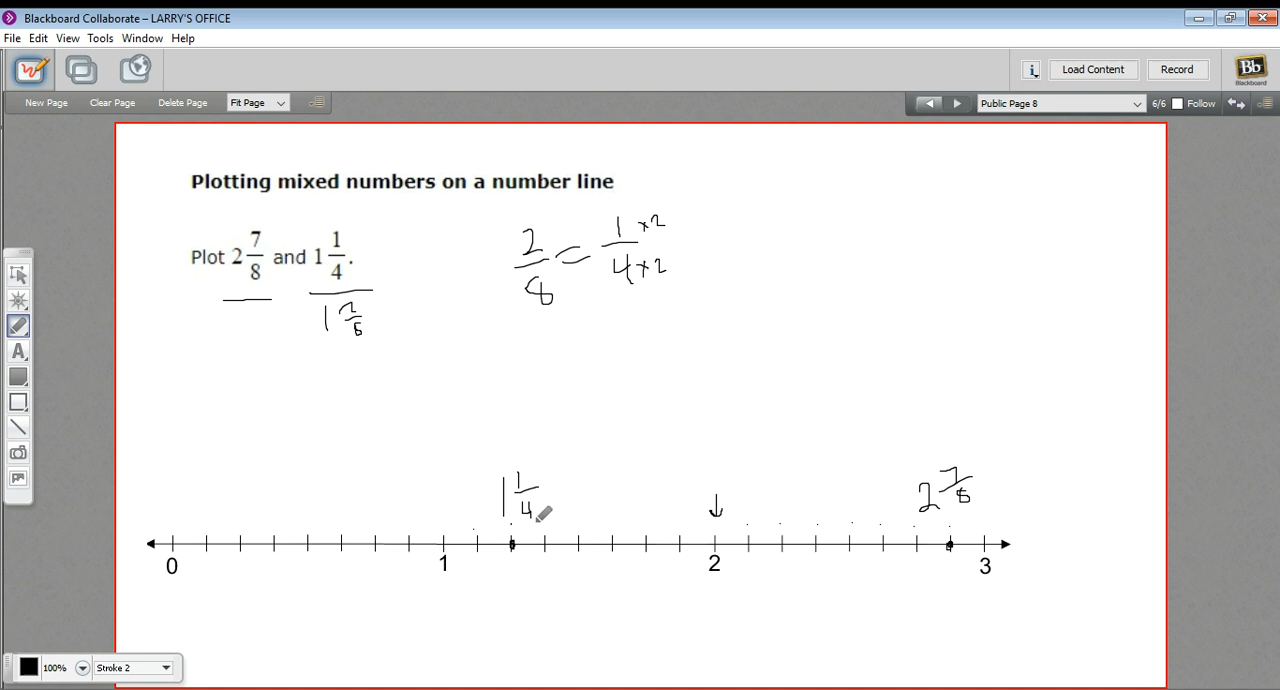 Blackboard Collaborate – LARRY'S OFFICE
File Edit View Tools Window Help
i Load Content Record Bb Blackboard
New Page Clear Page Delete Page Fit Page Public Page 8 6/6 Follow
Plotting mixed numbers on a number line
Plot 2 7/8 and 1 1/4.
1 2/8
2/8 = 1×2/4×2
A
1 1/4 ↓ 2 7/8
0 1 2 3
100% Stroke 2